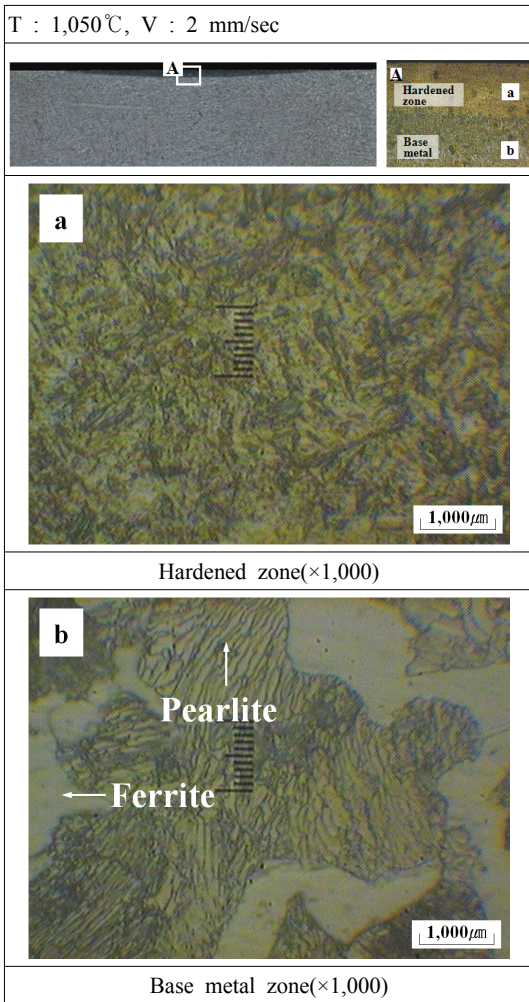 T : 1,050℃, V : 2 mm/sec
A
A
Hardened
zone
a
Base
metal
b
a
1,000㎛
Hardened zone(×1,000)
b
Pearlite
Ferrite
1,000㎛
Base metal zone(×1,000)